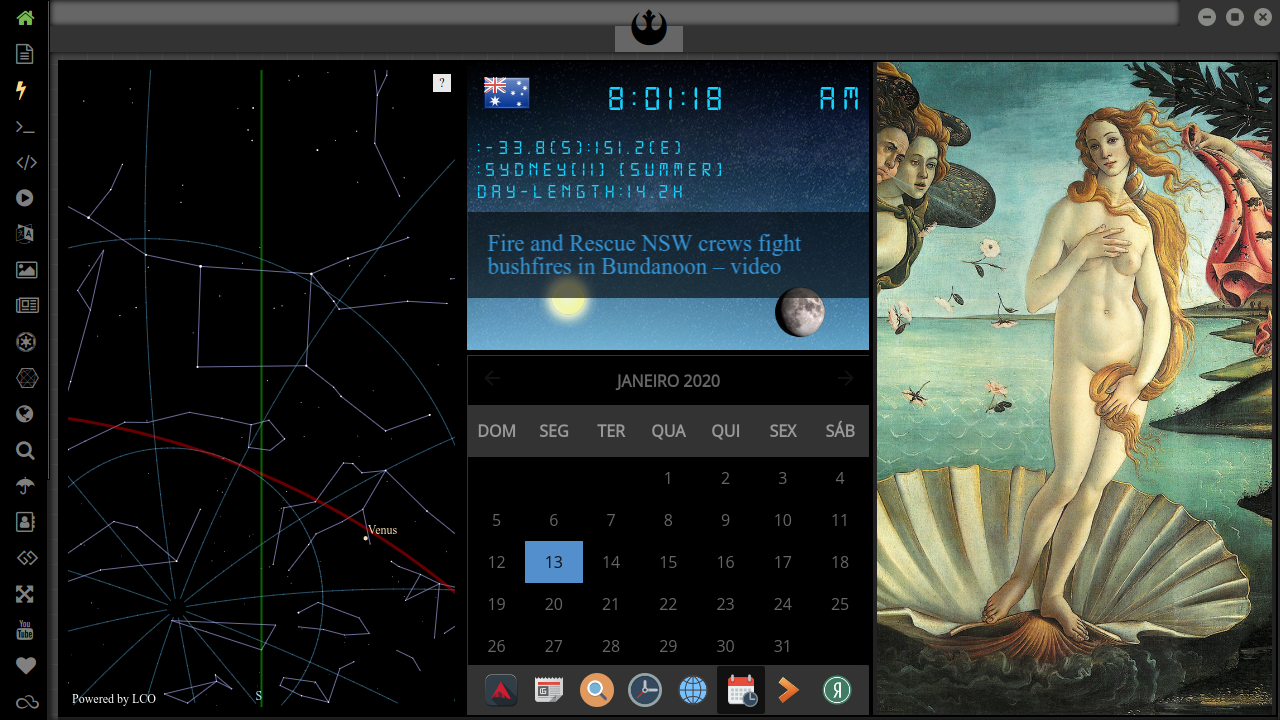 ?
Venus
S
Powered by LCO
8:01:18 AM
:-33.8(S):151.2(E)
:SYDNEY(11) (SUMMER)
DAY-LENGTH:14.2H
Fire and Rescue NSW crews fight
bushfires in Bundanoon – video
JANEIRO 2020
DOM SEG TER QUA QUI SEX SÁB
1 2 3 4
5 6 7 8 9 10 11
12 13 14 15 16 17 18
19 20 21 22 23 24 25
26 27 28 29 30 31
You
Tube
Я